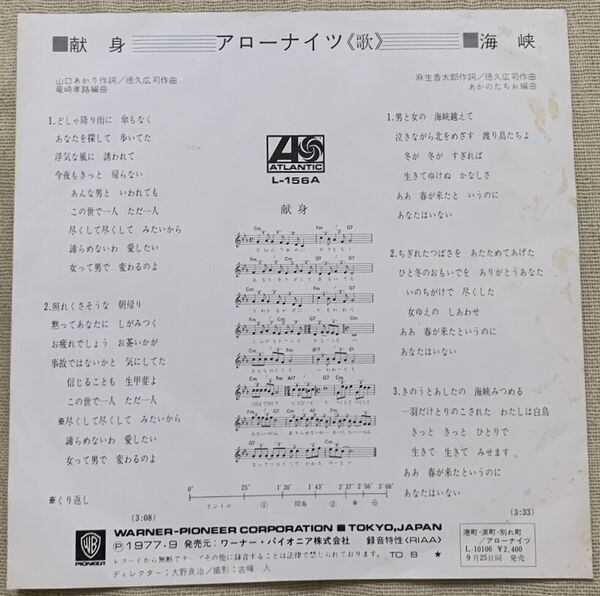 ■献身 アローナイツ《歌》 ■海峡
山口あかり作詞／徳久広司作曲
竜崎孝路編曲
1.どしゃ降り雨に 傘もなく
あなたを探して 歩いてた
浮気な風に 誘われて
今夜もきっと 帰らない
あんな男と いわれても
この世で一人 ただ一人
尽くして尽くして みたいから
諦らめないわ 愛したい
女って男で 変わるのよ
2.照れくさそうな 朝帰り
黙ってあなたに しがみつく
お疲れでしょう お茶いかが
事故ではないかと 気にしてた
信じることも 生甲斐よ
この世で一人 ただ一人
※尽くして尽くして みたいから
諦らめないわ 愛したい
女って男で 変わるのよ
※くり返し
(3:08)
ATLANTIC
L-156A
献身
0" 25" 1'20" 1'43" 2'37" 2'56" 3'08"
イントロ ① 間奏 ②
麻生香太郎作詞／徳久広司作曲
あかのたちお編曲
1.男と女の 海峡越えて
泣きながら北をめざす 渡り鳥たちよ
冬が 冬が すぎれば
生きてゆけぬ かなしさ
ああ 春が来たと いうのに
あなたはいない
2.ちぎれたつばさを あたためてあげた
ひと冬のおもいでを ありがとうあなた
いのちがけで 尽くした
女ゆえの しあわせ
ああ 春が来たというのに
あなたはいない
3.きのうとあしたの 海峡みつめる
一羽だけとりのこされた わたしは白鳥
きっと きっと ひとりで
生きて 生きて みせます
ああ 春が来たというのに
あなたはいない
(3:33)
WB
PIONEER
WARNER-PIONEER CORPORATION ■ TOKYO,JAPAN
Ⓟ1977.9 発売元：ワーナー・パイオニア株式会社 録音特性〈RIAA〉
レコードから無断でテープその他に録音することは法律で禁じられております。 TO B ★
ディレクター：大野良治／撮影：古晴 人
港町・涙町・別れ町
／アローナイツ
L-10106 ¥2,400
9月25日同 発売